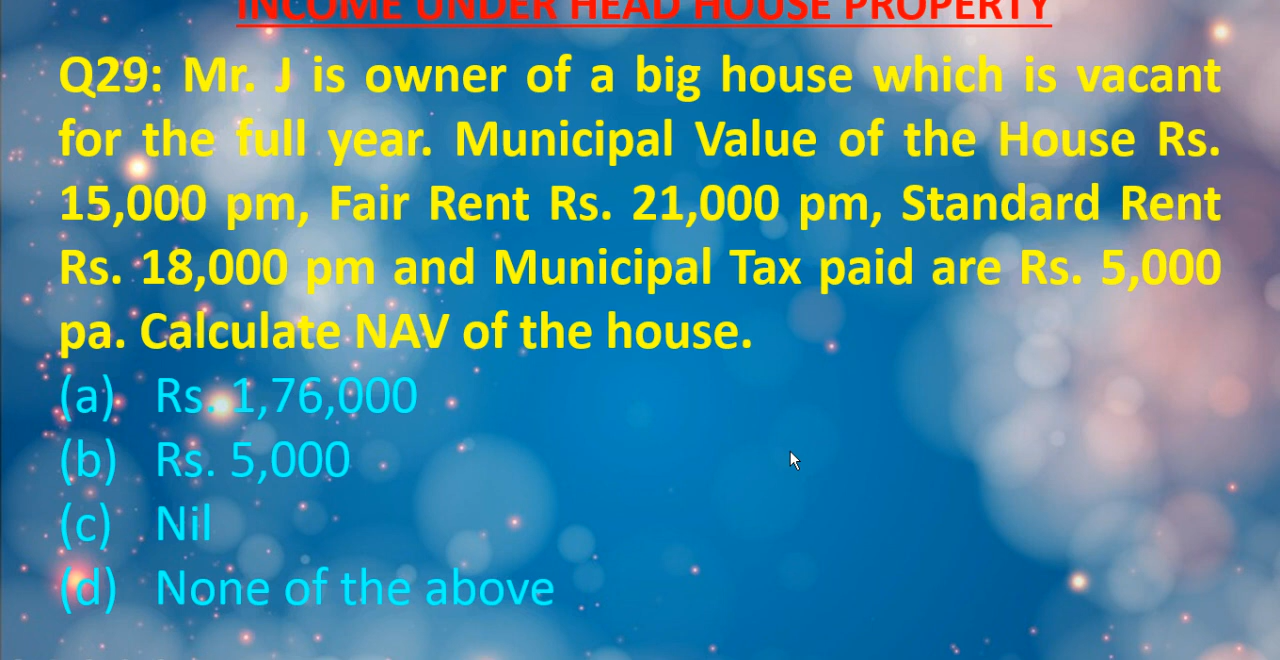 INCOME UNDER HEAD HOUSE PROPERTY
Q29: Mr. J is owner of a big house which is vacant
for the full year. Municipal Value of the House Rs.
15,000 pm, Fair Rent Rs. 21,000 pm, Standard Rent
Rs. 18,000 pm and Municipal Tax paid are Rs. 5,000
pa. Calculate NAV of the house.
(a) Rs. 1,76,000
(b) Rs. 5,000
(c) Nil
(d) None of the above